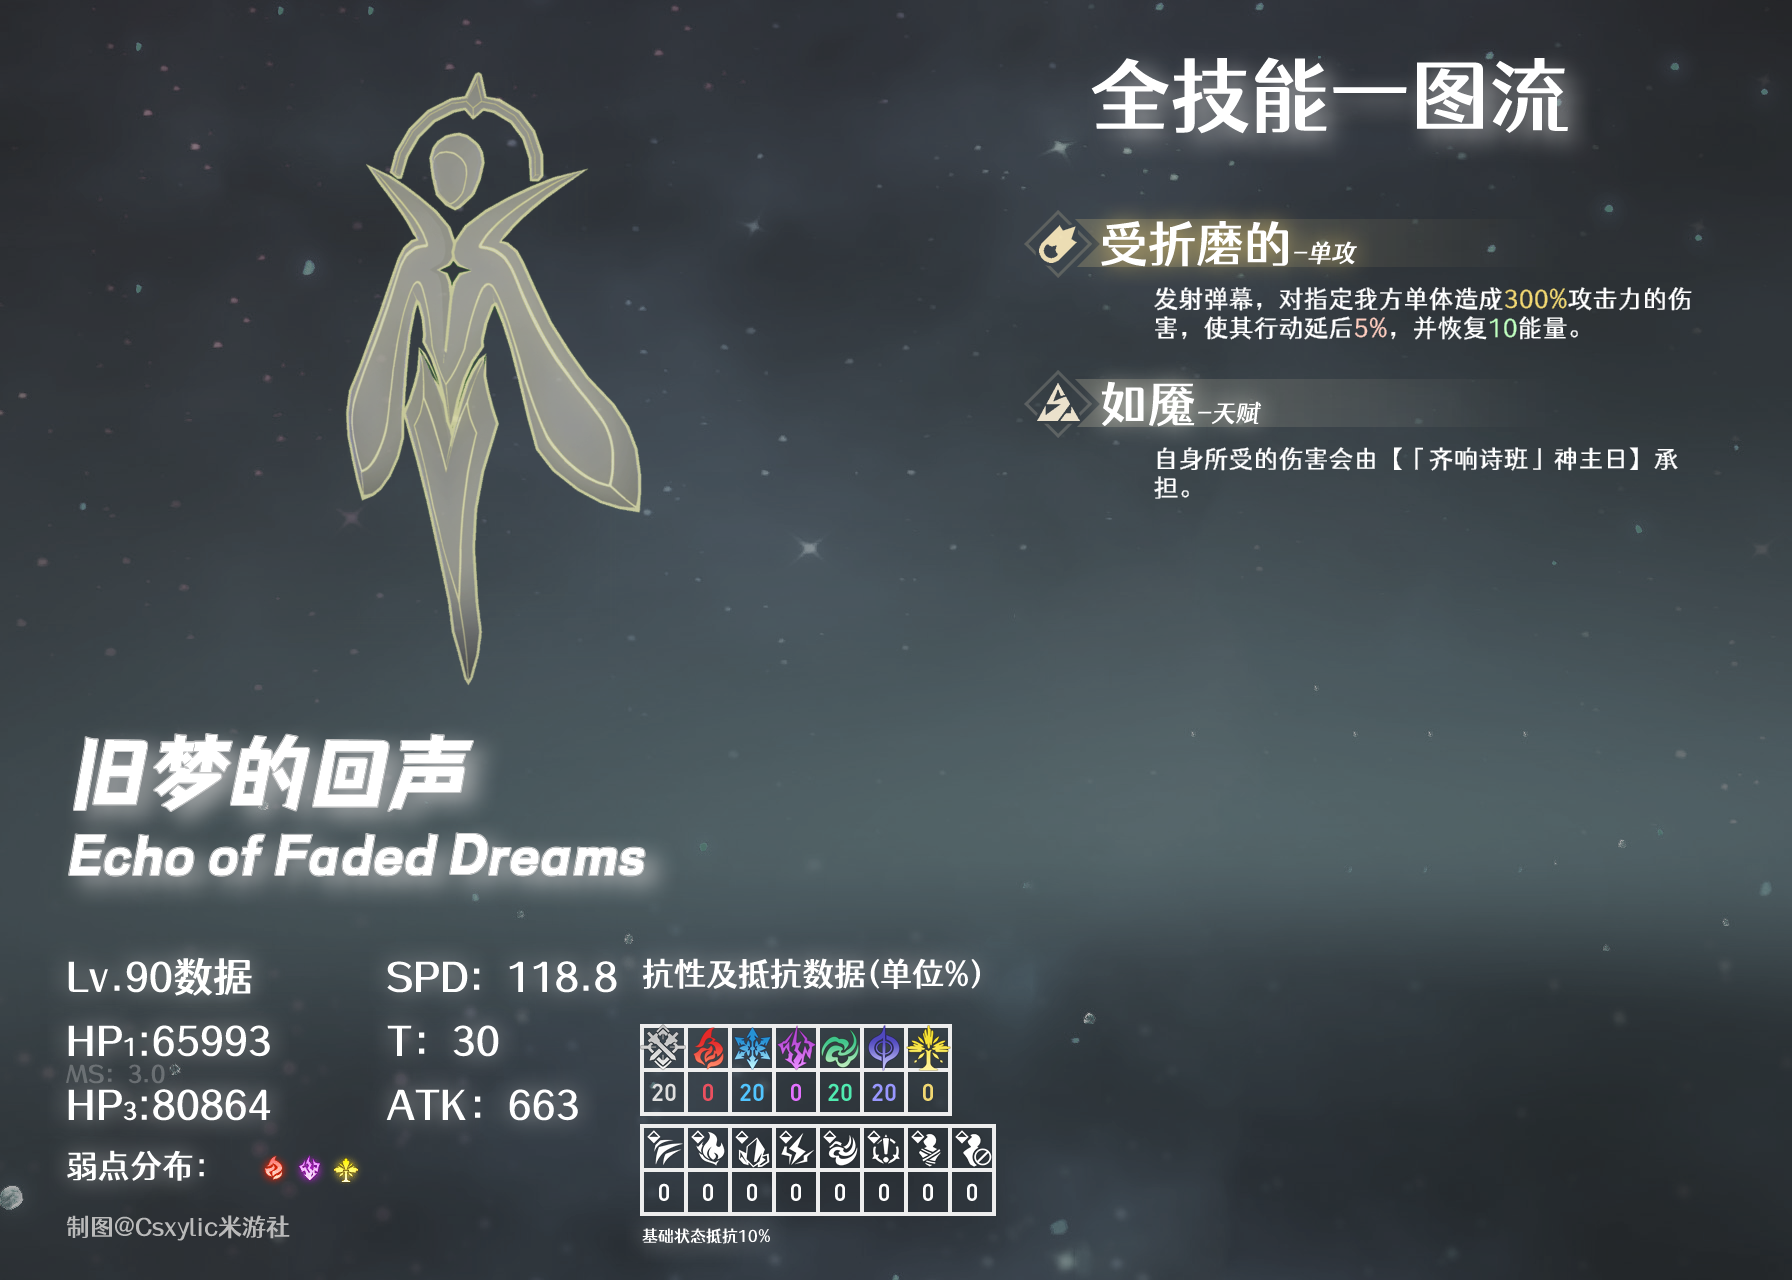 全技能一图流
受折磨的-单攻
发射弹幕，对指定我方单体造成300%攻击力的伤
害，使其行动延后5%，并恢复10能量。
如魇-天赋
自身所受的伤害会由【「齐响诗班」神主日】承
担。
旧梦的回声
Echo of Faded Dreams
Lv.90数据
SPD：118.8
HP1:65993
T：30
MS：3.0
HP3:80864
ATK：663
弱点分布：
制图@Csxylic米游社
抗性及抵抗数据(单位%)
20 0 20 0 20 20 0
0 0 0 0 0 0 0 0
基础状态抵抗10%